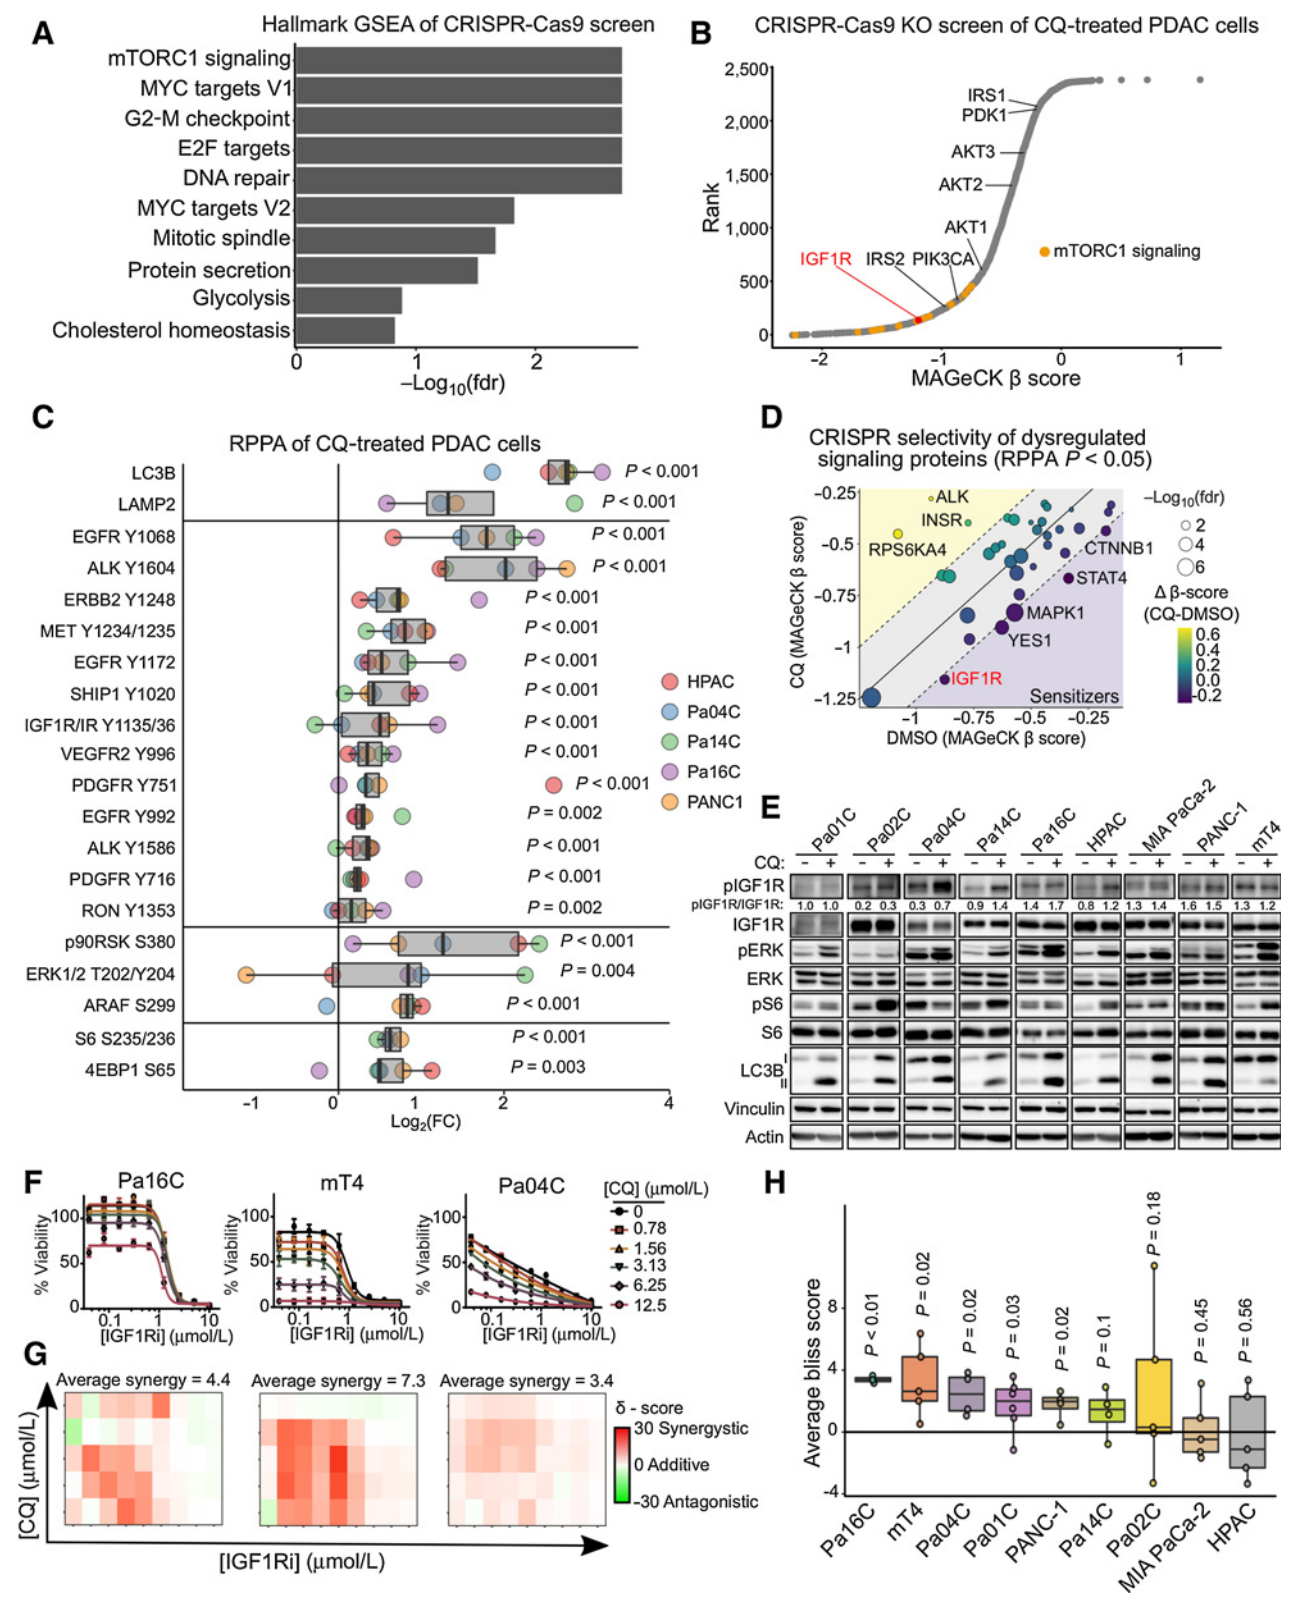 A
Hallmark GSEA of CRISPR-Cas9 screen
mTORC1 signaling
MYC targets V1
G2-M checkpoint
E2F targets
DNA repair
MYC targets V2
Mitotic spindle
Protein secretion
Glycolysis
Cholesterol homeostasis
0 1 2
–Log10(fdr)
B
CRISPR-Cas9 KO screen of CQ-treated PDAC cells
Rank
2,500
2,000
1,500
1,000
500
0
IRS1
PDK1
AKT3
AKT2
AKT1
IGF1R IRS2 PIK3CA
mTORC1 signaling
–2 –1 0 1
MAGeCK β score
C
RPPA of CQ-treated PDAC cells
LC3B P < 0.001
LAMP2 P < 0.001
EGFR Y1068 P < 0.001
ALK Y1604 P < 0.001
ERBB2 Y1248 P < 0.001
MET Y1234/1235 P < 0.001
EGFR Y1172 P < 0.001
SHIP1 Y1020 P < 0.001
IGF1R/IR Y1135/36 P < 0.001
VEGFR2 Y996 P < 0.001
PDGFR Y751 P < 0.001
EGFR Y992 P = 0.002
ALK Y1586 P < 0.001
PDGFR Y716 P < 0.001
RON Y1353 P = 0.002
p90RSK S380 P < 0.001
ERK1/2 T202/Y204 P = 0.004
ARAF S299 P < 0.001
S6 S235/236 P < 0.001
4EBP1 S65 P = 0.003
–1 0 2 4
Log2(FC)
HPAC
Pa04C
Pa14C
Pa16C
PANC1
D
CRISPR selectivity of dysregulated
signaling proteins (RPPA P < 0.05)
CQ (MAGeCK β score)
–0.25
–0.5
–0.75
–1
–1.25
ALK
INSR
RPS6KA4
CTNNB1
STAT4
MAPK1
YES1
IGF1R
Sensitizers
–1 –0.75 –0.5 –0.25
DMSO (MAGeCK β score)
–Log10(fdr)
2
4
6
Δ β-score
(CQ-DMSO)
0.6
0.4
0.2
0.0
-0.2
E
Pa01C Pa02C Pa04C Pa14C Pa16C HPAC MIA PaCa-2 PANC-1 mT4
CQ: – + – + – + – + – + – + – + – + – +
pIGF1R
pIGF1R/IGF1R: 1.0 1.0 0.2 0.3 0.3 0.7 0.9 1.4 1.4 1.7 0.8 1.2 1.3 1.4 1.6 1.5 1.3 1.2
IGF1R
pERK
ERK
pS6
S6
LC3B I
II
Vinculin
Actin
F
Pa16C mT4 Pa04C
% Viability
100
50
0
0.1 1 10
[IGF1Ri] (μmol/L)
% Viability
100
50
0
0.1 1 10
[IGF1Ri] (μmol/L)
% Viability
100
50
0
0.1 1 10
[IGF1Ri] (μmol/L)
[CQ] (μmol/L)
0
0.78
1.56
3.13
6.25
12.5
G
Average synergy = 4.4 Average synergy = 7.3 Average synergy = 3.4
[CQ] (μmol/L)
[IGF1Ri] (μmol/L)
δ - score
30 Synergystic
0 Additive
–30 Antagonistic
H
Average bliss score
8
4
0
–4
P < 0.01
P = 0.02
P = 0.02
P = 0.03
P = 0.02
P = 0.1
P = 0.18
P = 0.45
P = 0.56
Pa16C mT4 Pa04C Pa01C PANC-1 Pa14C Pa02C MIA PaCa-2 HPAC